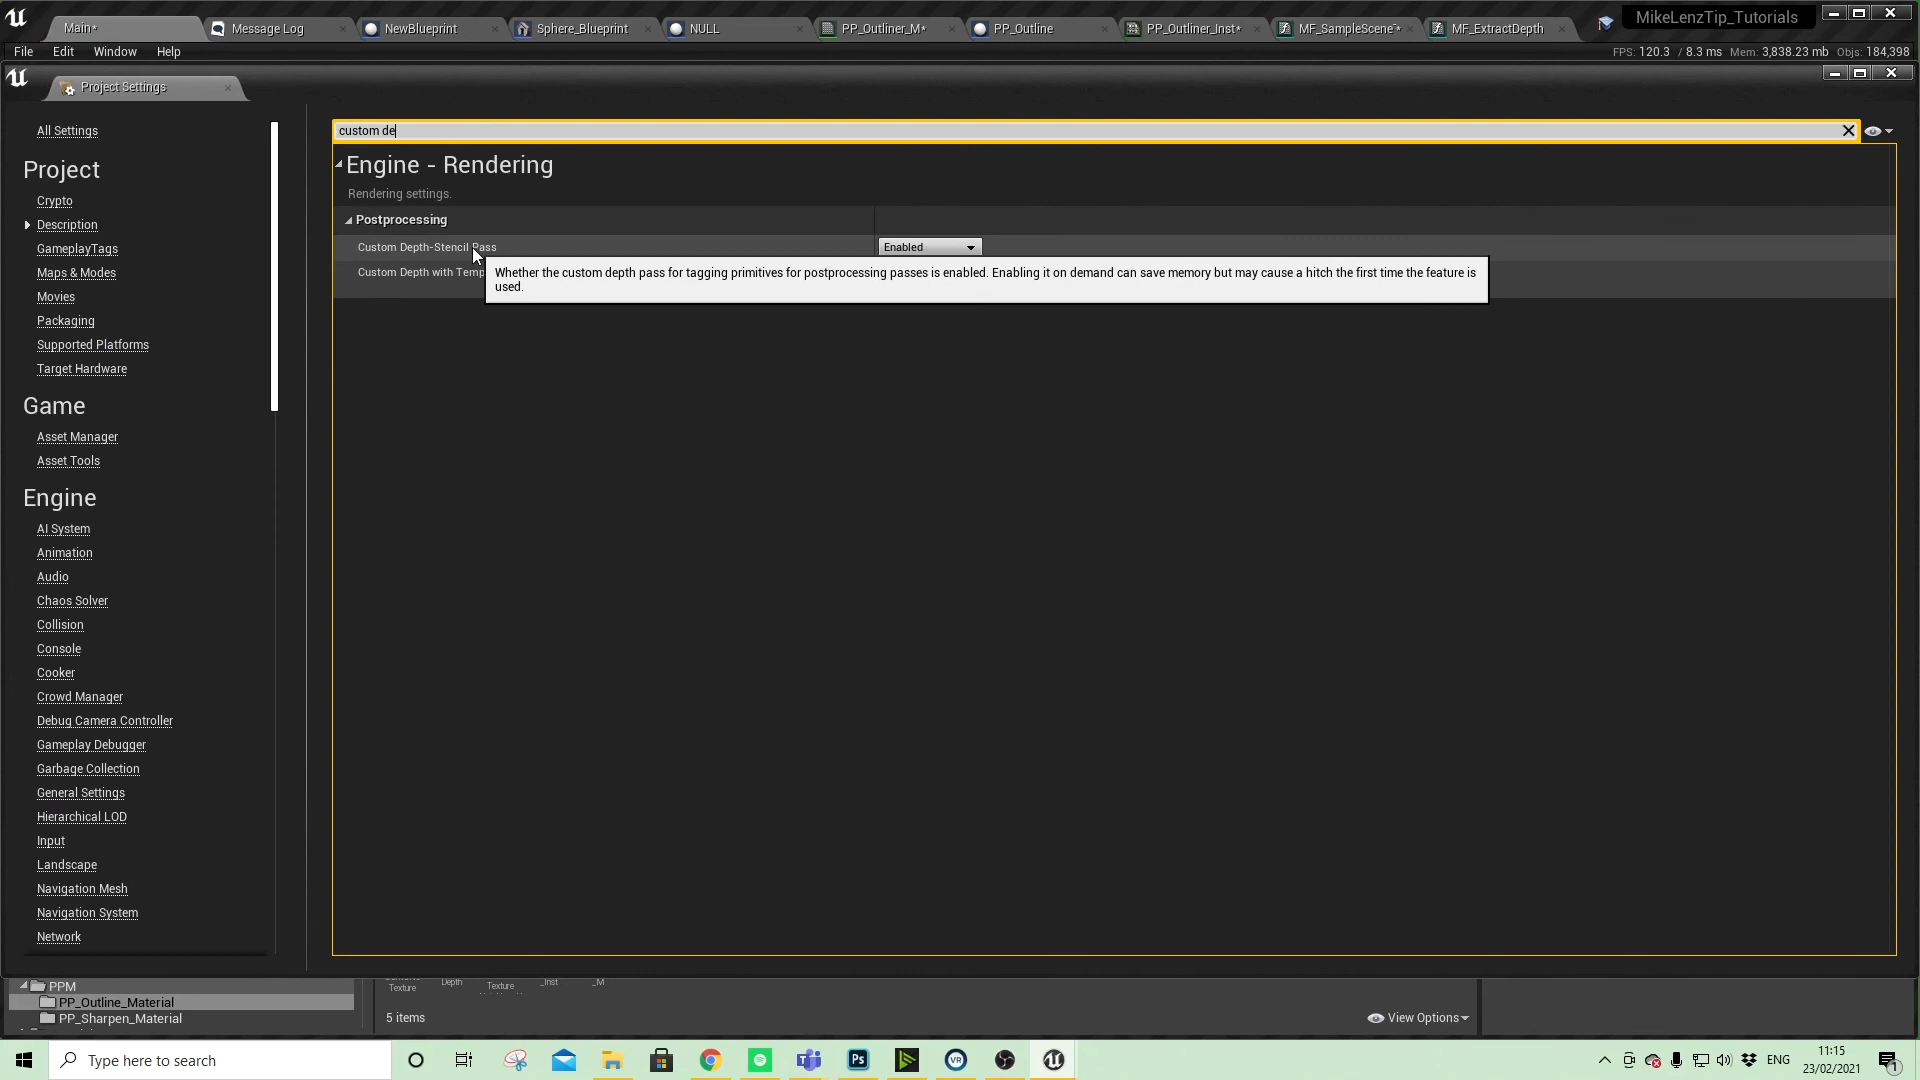 Main*
Message Log
NewBlueprint
Sphere_Blueprint
NULL
PP_Outliner_M*
PP_Outline
PP_Outliner_Inst*
MF_SampleScene*
MF_ExtractDepth
MikeLenzTip_Tutorials
File Edit Window Help
FPS: 120.3 / 8.3 ms Mem: 3,838.23 mb Objs: 184,398
Project Settings
All Settings
Project
Crypto
Description
GameplayTags
Maps & Modes
Movies
Packaging
Supported Platforms
Target Hardware
Game
Asset Manager
Asset Tools
Engine
AI System
Animation
Audio
Chaos Solver
Collision
Console
Cooker
Crowd Manager
Debug Camera Controller
Gameplay Debugger
Garbage Collection
General Settings
Hierarchical LOD
Input
Landscape
Navigation Mesh
Navigation System
Network
custom de
Engine - Rendering
Rendering settings.
Postprocessing
Custom Depth-Stencil Pass
Enabled
Custom Depth with Temp
Whether the custom depth pass for tagging primitives for postprocessing passes is enabled. Enabling it on demand can save memory but may cause a hitch the first time the feature is
used.
PPM
PP_Outline_Material
PP_Sharpen_Material
Texture
Depth
Texture
_Inst
_M
5 items
View Options
Type here to search
Ps
VR
ENG
11:15
23/02/2021
1